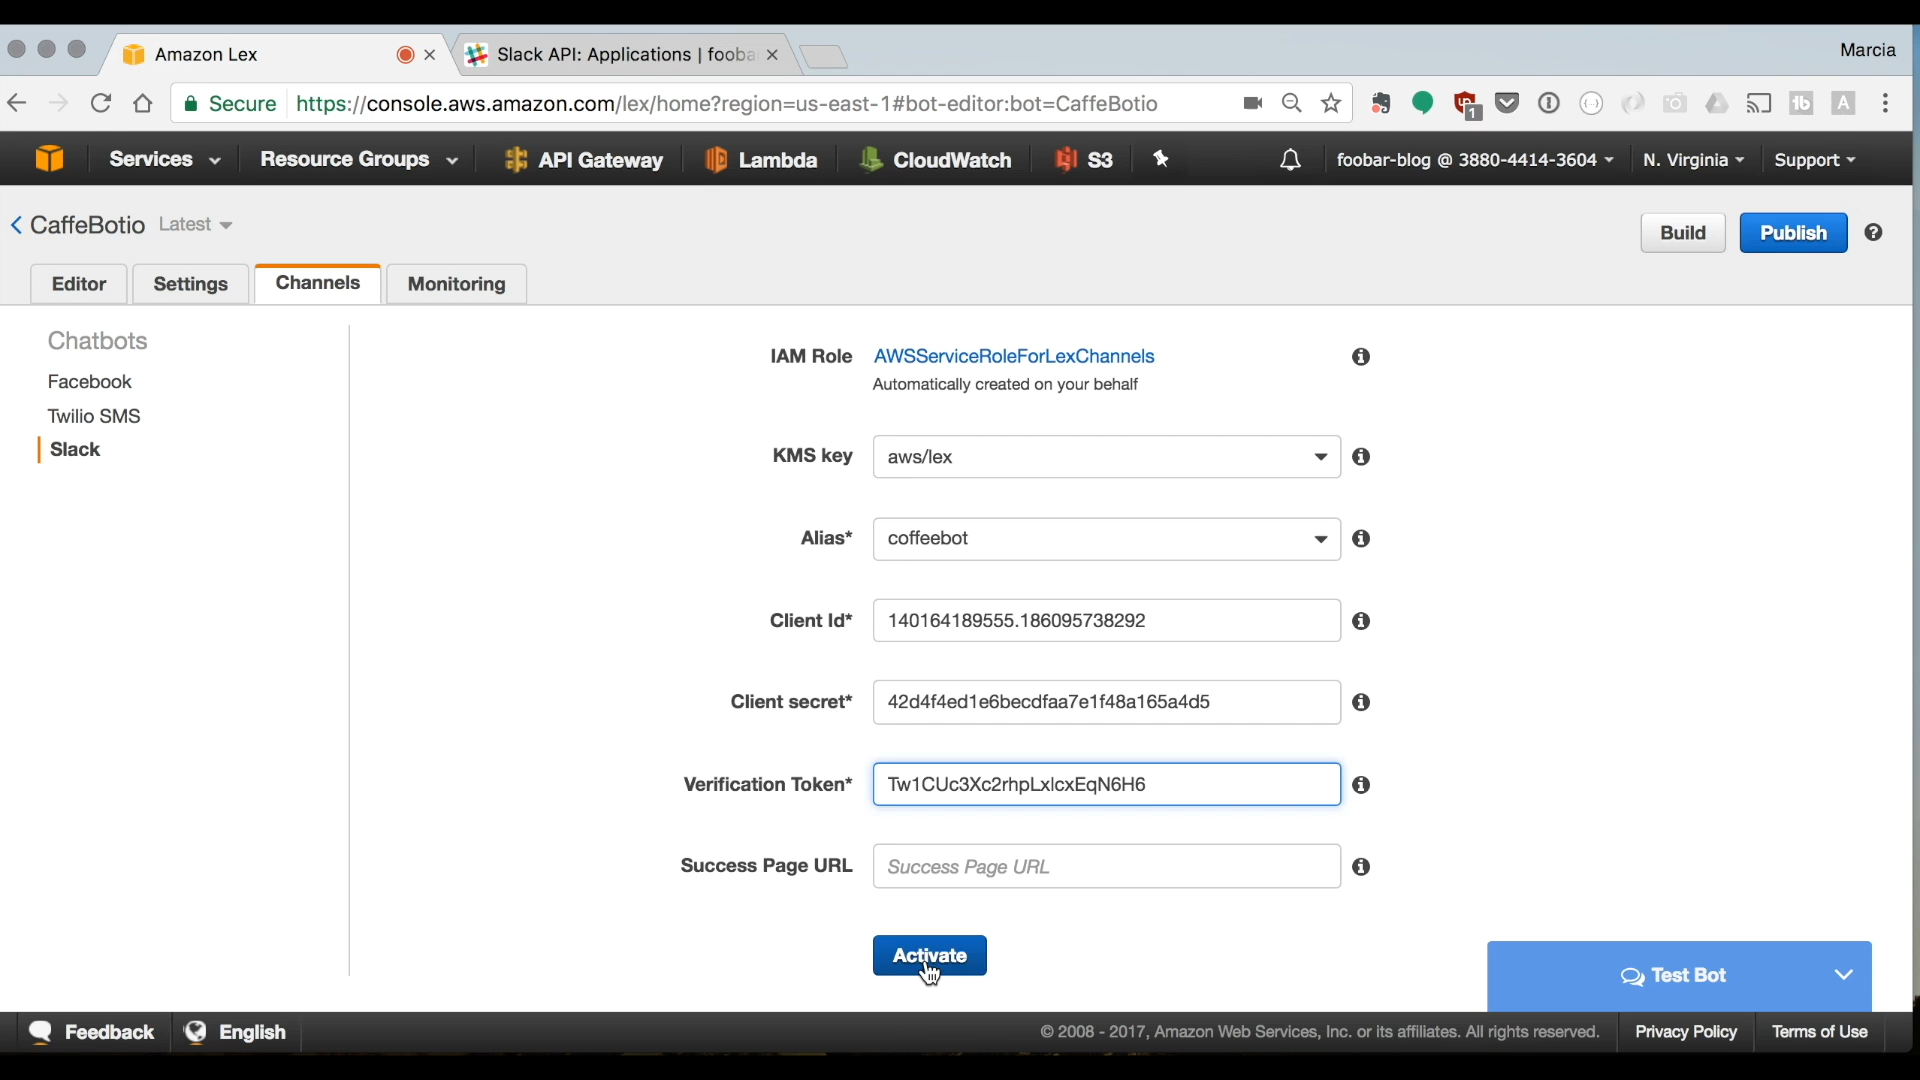 Amazon Lex
Slack API: Applications | fooba
Marcia
Secure https://console.aws.amazon.com/lex/home?region=us-east-1#bot-editor:bot=CaffeBotio
1
Services Resource Groups API Gateway Lambda CloudWatch S3 foobar-blog @ 3880-4414-3604 N. Virginia Support
CaffeBotio Latest
Build Publish
Editor Settings Channels Monitoring
Chatbots
Facebook
Twilio SMS
Slack
IAM Role AWSServiceRoleForLexChannels
Automatically created on your behalf
KMS key aws/lex
Alias* coffeebot
Client Id* 140164189555.186095738292
Client secret* 42d4f4ed1e6becdfaa7e1f48a165a4d5
Verification Token* Tw1CUc3Xc2rhpLxlcxEqN6H6
Success Page URL Success Page URL
Activate
Test Bot
Feedback English © 2008 - 2017, Amazon Web Services, Inc. or its affiliates. All rights reserved. Privacy Policy Terms of Use